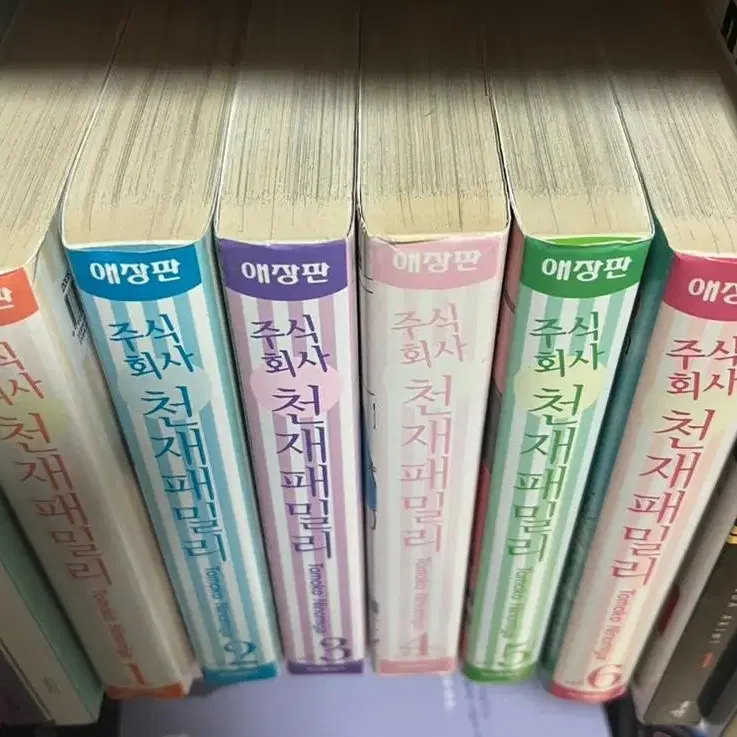 판
식
회사
천재패밀리
Tomoko Ninomiya
1
애장판
주식
회사
천재패밀리
Tomoko Ninomiya
2
애장판
주식
회사
천재패밀리
Tomoko Ninomiya
3
애장판
주식
회사
천재패밀리
Tomoko Ninomiya
4
애장판
주식
회사
천재패밀리
Tomoko Ninomiya
5
애장
주식
회사
천재패밀리
Tomoko Ninomiya
6